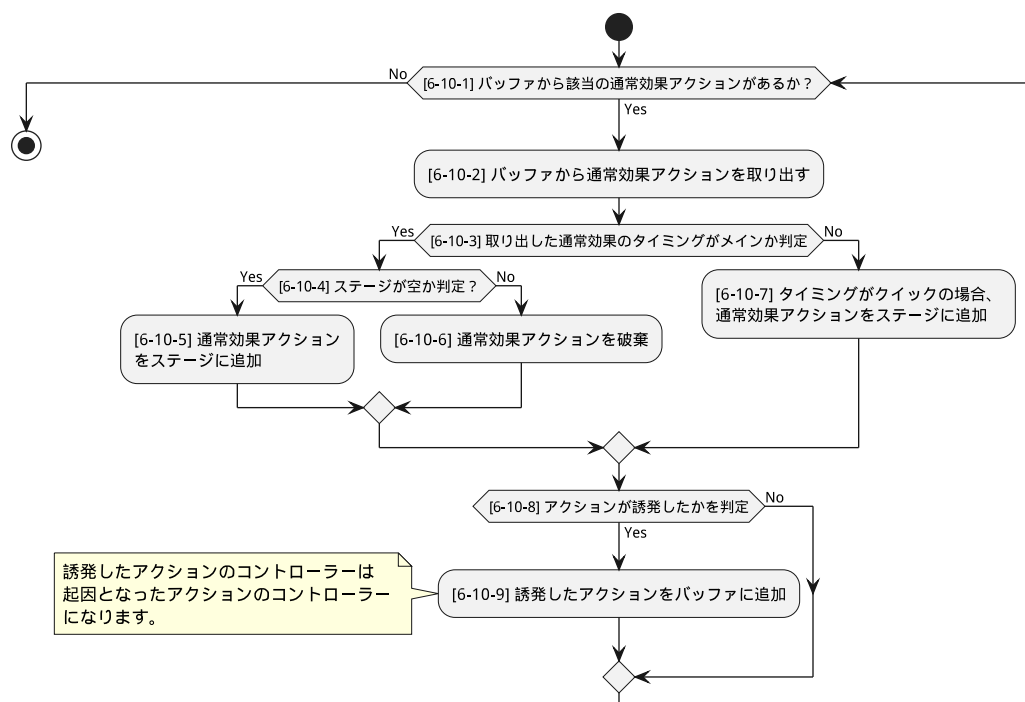 No
[6-10-1] バッファから該当の通常効果アクションがあるか？
Yes
[6-10-2] バッファから通常効果アクションを取り出す
Yes
[6-10-3] 取り出した通常効果のタイミングがメインか判定
No
Yes
[6-10-4] ステージが空か判定？
No
[6-10-5] 通常効果アクション
をステージに追加
[6-10-6] 通常効果アクションを破棄
[6-10-7] タイミングがクイックの場合、
通常効果アクションをステージに追加
[6-10-8] アクションが誘発したかを判定
No
Yes
誘発したアクションのコントローラーは
起因となったアクションのコントローラー
になります。
[6-10-9] 誘発したアクションをバッファに追加